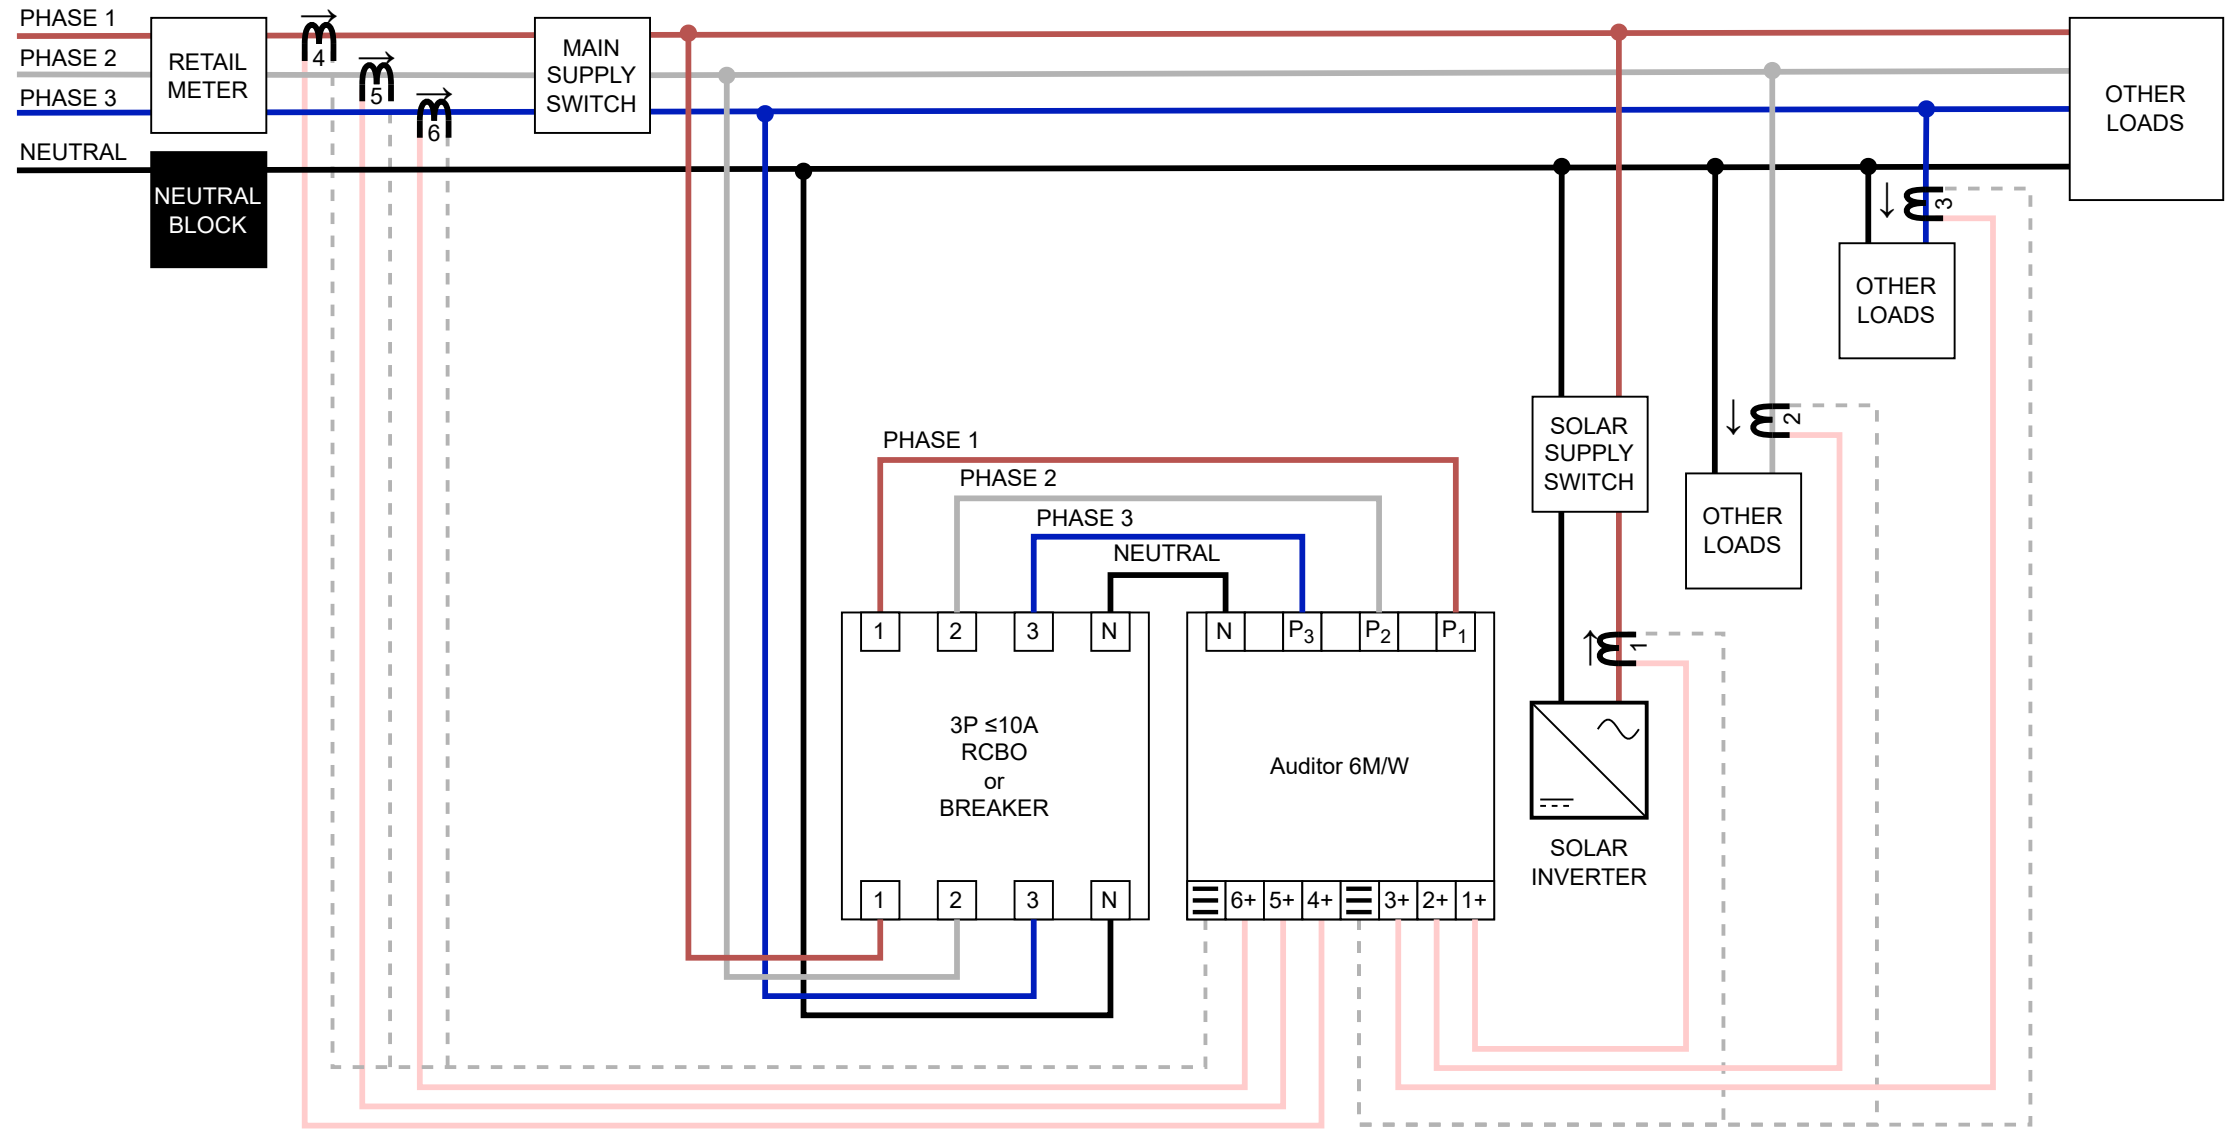 PHASE 1
PHASE 2
PHASE 3
NEUTRAL
RETAIL
METER
NEUTRAL
BLOCK
4
5
6
MAIN
SUPPLY
SWITCH
OTHER
LOADS
3
OTHER
LOADS
2
OTHER
LOADS
SOLAR
SUPPLY
SWITCH
1
SOLAR
INVERTER
PHASE 1
PHASE 2
PHASE 3
NEUTRAL
1 2 3 N
3P ≤10A
RCBO
or
BREAKER
1 2 3 N
N P3 P2 P1
Auditor 6M/W
6+ 5+ 4+ 3+ 2+ 1+